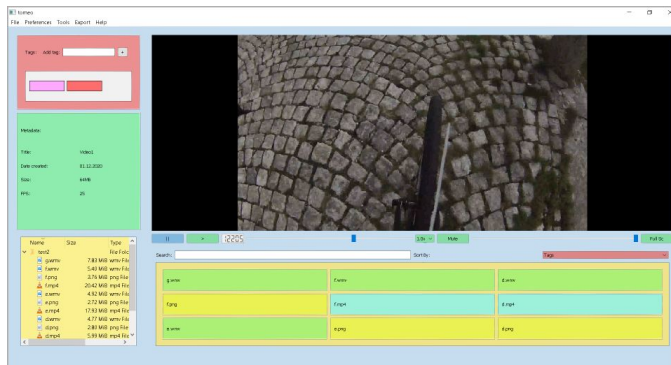 tomeo
File Preferences Tools Export Help
Tags: add tag: +
Metadata:
Title: Video1
Date created: 01.12.2020
Size: 64MB
FPS: 25
Name Size Type
test2 File Folc
g.wmv 7.83 MiB wmv File
f.wmv 5.40 MiB wmv File
f.png 3.76 MiB png File
f.mp4 20.42 MiB mp4 File
e.wmv 4.92 MiB wmv File
e.png 2.72 MiB png File
e.mp4 17.93 MiB mp4 File
d.wmv 4.77 MiB wmv File
d.png 2.80 MiB png File
d.mp4 5.99 MiB mp4 File
1.0x Mute Full Sc
Search: Sort by: Tags
g.wmv f.wmv d.wmv
f.png f.mp4 d.mp4
e.wmv e.png d.png